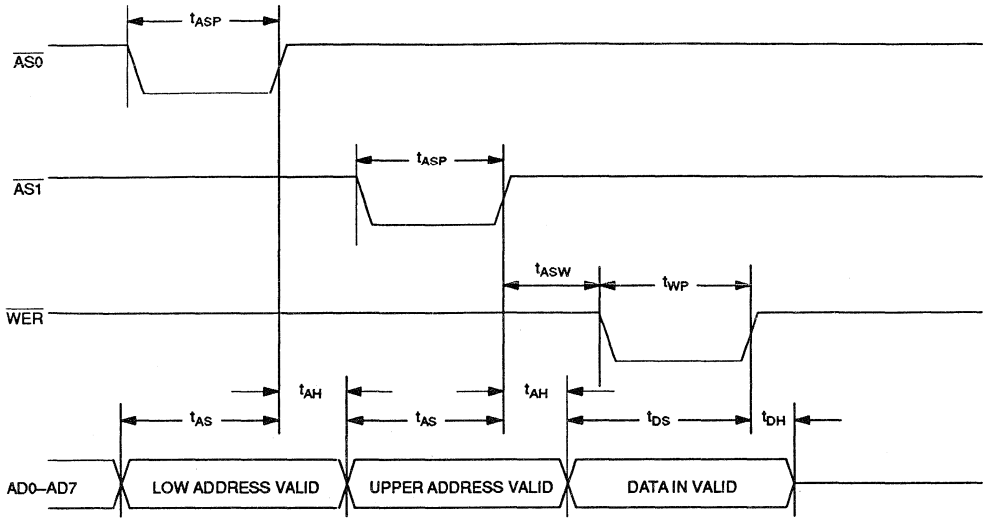 tASP
AS0
tASP
AS1
tASW
tWP
WER
tAH
tAH
tAS
tAS
tDS
tDH
AD0–AD7
LOW ADDRESS VALID
UPPER ADDRESS VALID
DATA IN VALID